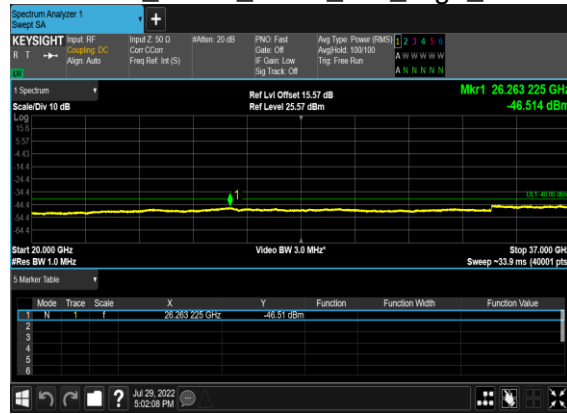 Spectrum Analyzer 1
Swept SA
+
KEYSIGHT
R T
Input: RF
Coupling: DC
Align: Auto
Input Z: 50 Ω
Corr CCorr
Freq Ref: Int (S)
#Atten: 20 dB
PNO: Fast
Gate: Off
IF Gain: Low
Sig Track: Off
Avg Type: Power (RMS)
Avg|Hold: 100/100
Trig: Free Run
1 2 3 4 5 6
A W W W W W
A N N N N N
1 Spectrum
Scale/Div 10 dB
Ref Lvl Offset 15.57 dB
Ref Level 25.57 dBm
Mkr1 26.263 225 GHz
-46.514 dBm
Log
15.6
5.57
-4.43
-14.4
-24.4
-34.4
-44.4
-54.4
-64.4
1
Start 20.000 GHz
#Res BW 1.0 MHz
Video BW 3.0 MHz*
Stop 37.000 GHz
Sweep ~33.9 ms (40001 pts)
5 Marker Table
Mode Trace Scale X Y Function Function Width Function Value
1 N 1 f 26.263 225 GHz -46.51 dBm
2
3
4
5
6
?
Jul 29, 2022
5:02:08 PM